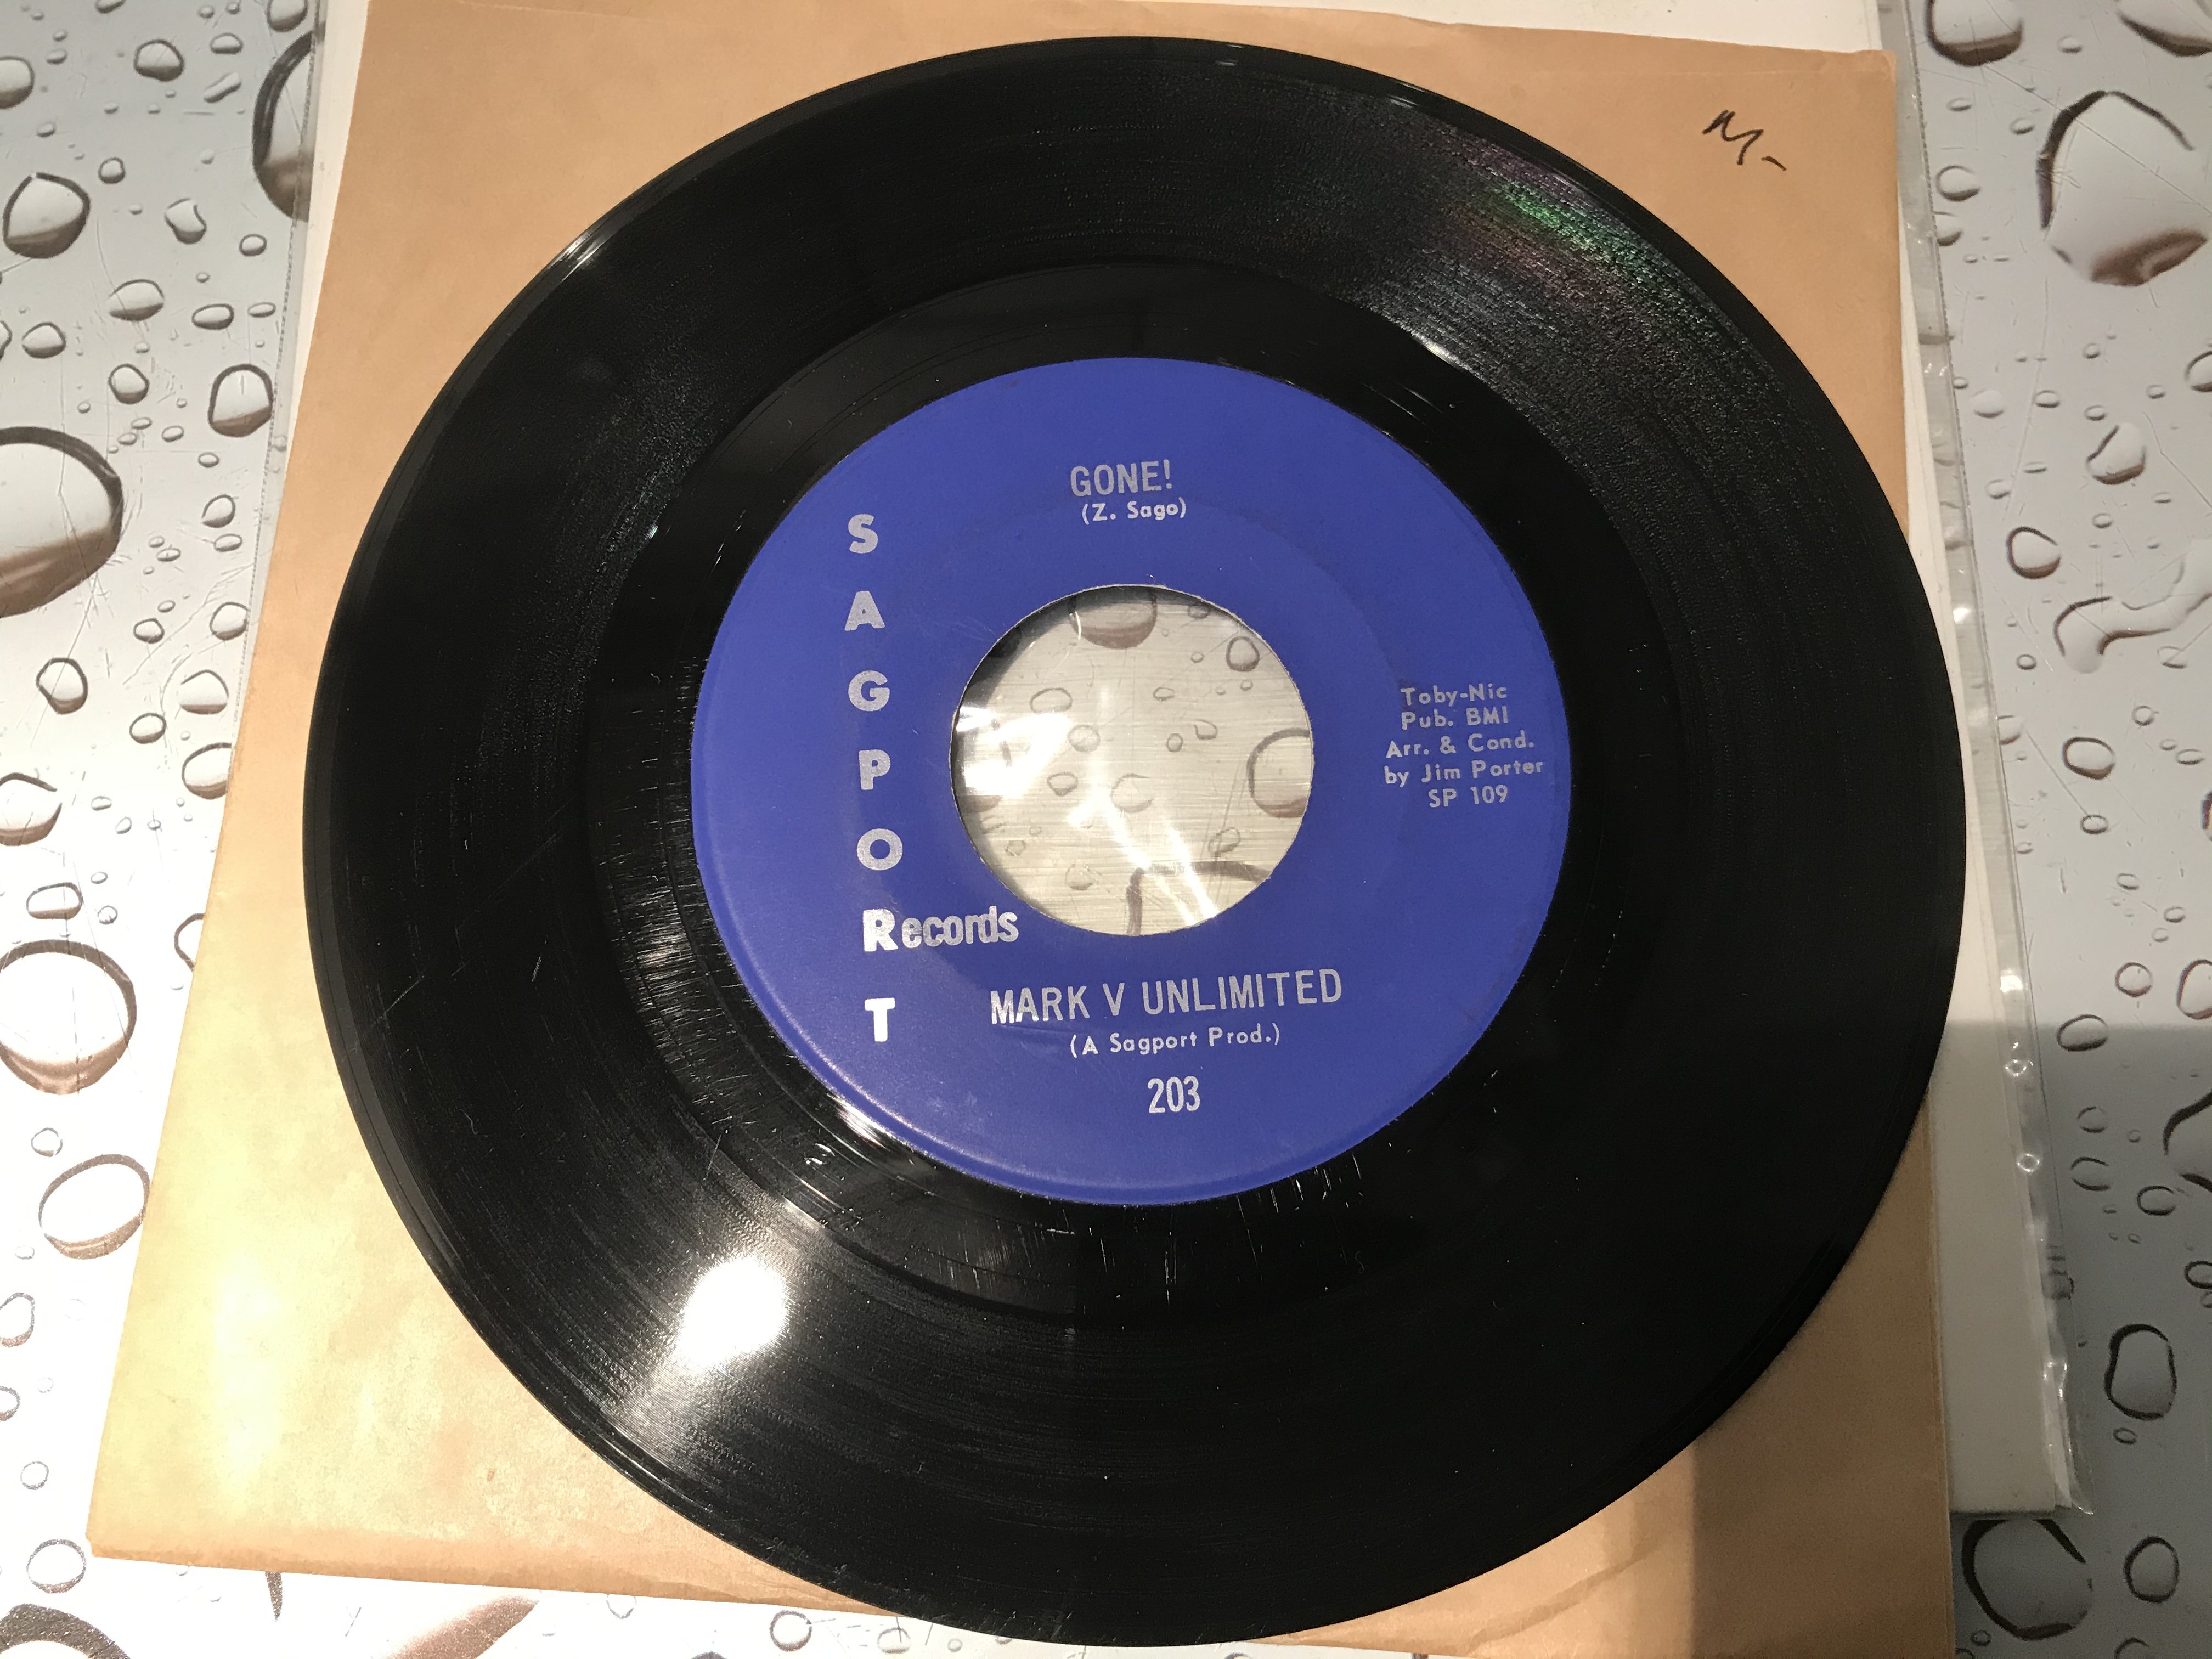 M-
GONE!
(Z. Sago)
S
A
G
P
O
Records
T
Toby-Nic
Pub. BMI
Arr. & Cond.
by Jim Porter
SP 109
MARK V UNLIMITED
(A Sagport Prod.)
203